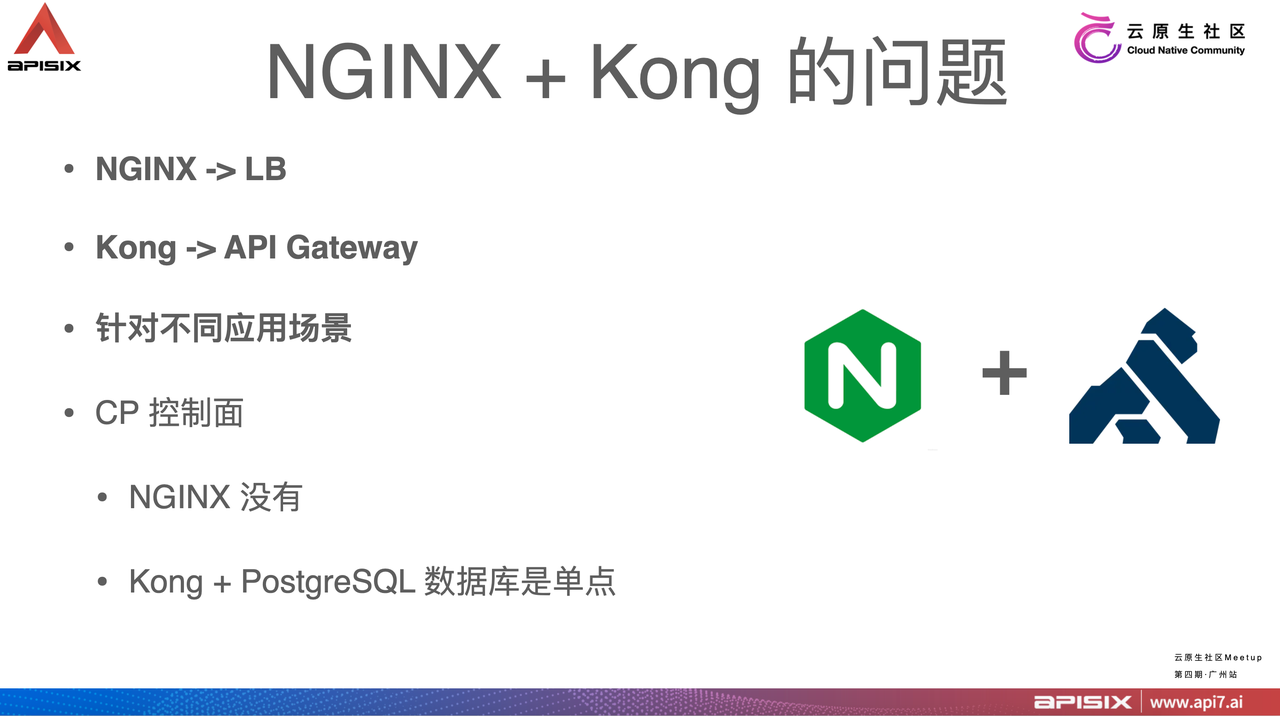 APISIX
云原生社区
Cloud Native Community
NGINX + Kong 的问题
• NGINX -> LB
• Kong -> API Gateway
• 针对不同应用场景
• CP 控制面
• NGINX 没有
• Kong + PostgreSQL 数据库是单点
N
+
云原生社区Meetup
第四期·广州站
APISIX | www.api7.ai